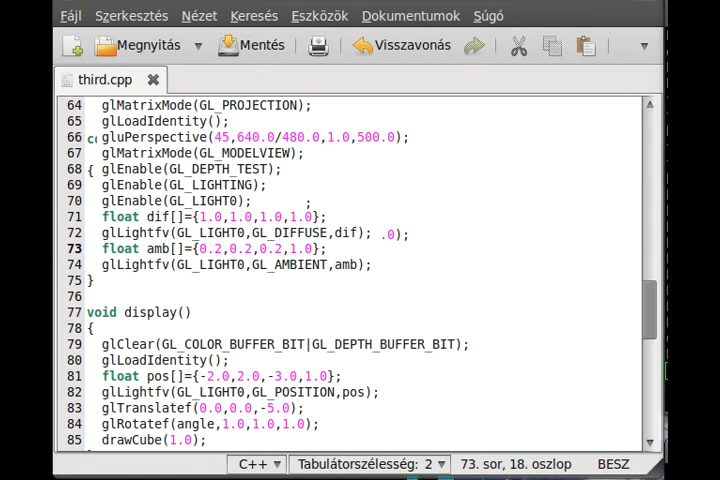 Fájl Szerkesztés Nézet Keresés Eszközök Dokumentumok Súgó
Megnyitás Mentés Visszavonás
third.cpp
64 glMatrixMode(GL_PROJECTION);
65 glLoadIdentity();
66 gluPerspective(45,640.0/480.0,1.0,500.0);
67 glMatrixMode(GL_MODELVIEW);
68 { glEnable(GL_DEPTH_TEST);
69 glEnable(GL_LIGHTING);
70 glEnable(GL_LIGHT0); ;
71 float dif[]={1.0,1.0,1.0,1.0};
72 glLightfv(GL_LIGHT0,GL_DIFFUSE,dif); .0);
73 float amb[]={0.2,0.2,0.2,1.0};
74 glLightfv(GL_LIGHT0,GL_AMBIENT,amb);
75 }
76
77 void display()
78 {
79 glClear(GL_COLOR_BUFFER_BIT|GL_DEPTH_BUFFER_BIT);
80 glLoadIdentity();
81 float pos[]={-2.0,2.0,-3.0,1.0};
82 glLightfv(GL_LIGHT0,GL_POSITION,pos);
83 glTranslatef(0.0,0.0,-5.0);
84 glRotatef(angle,1.0,1.0,1.0);
85 drawCube(1.0);
C++ Tabulátorszélesség: 2 73. sor, 18. oszlop BESZ